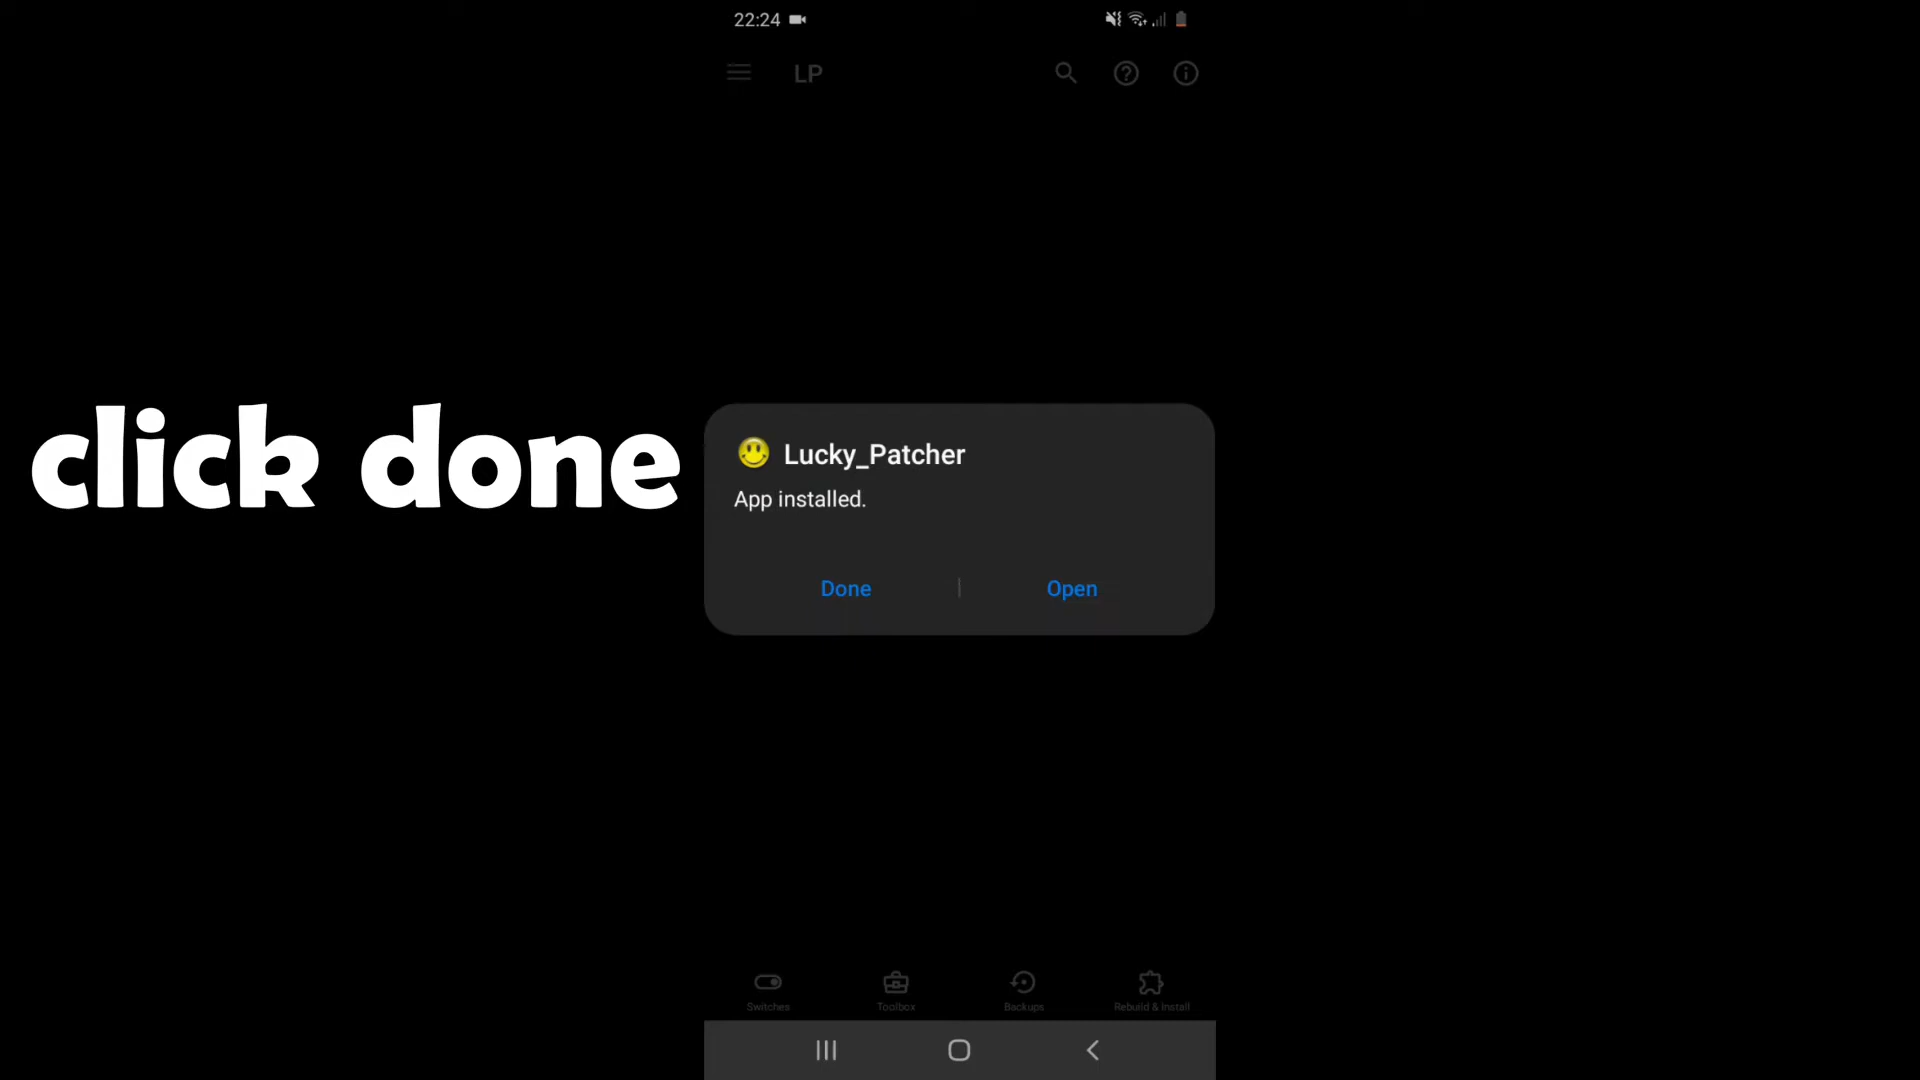 22:24
LP
click done
Lucky_Patcher
App installed.
Done | Open
Switches Toolbox Backups Rebuild & Install